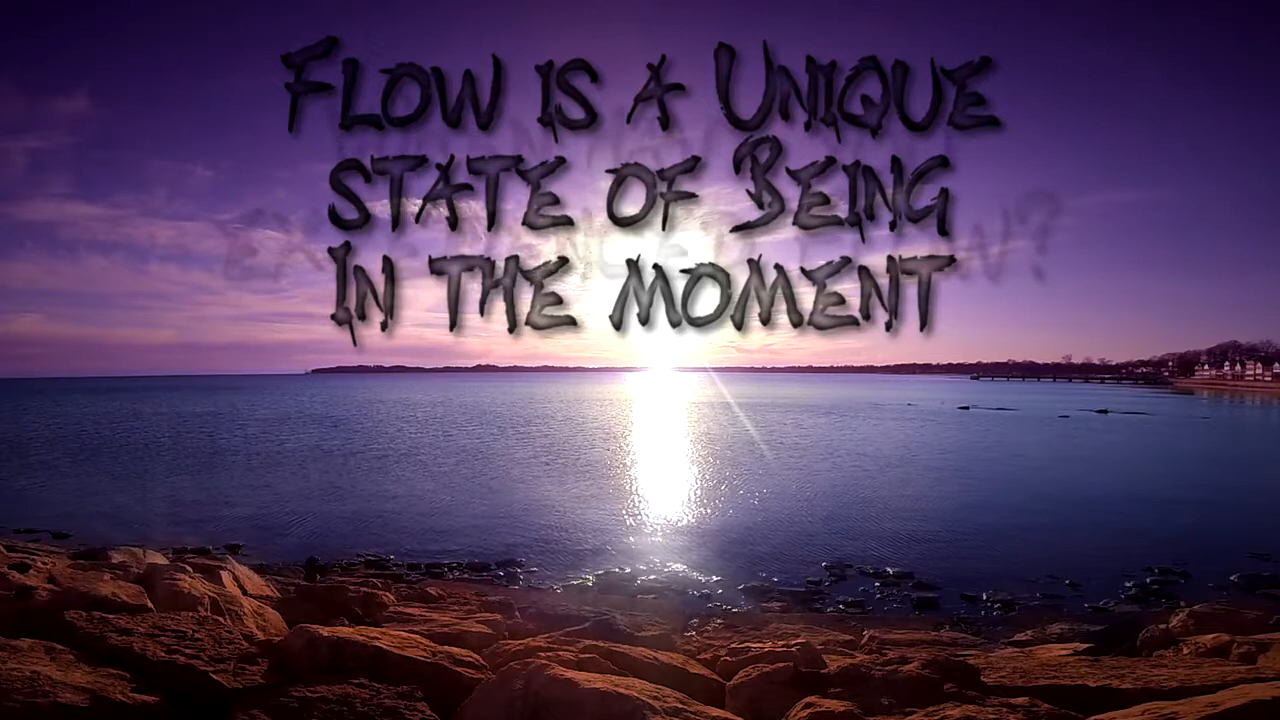 Flow is a Unique
state of Being
In the moment